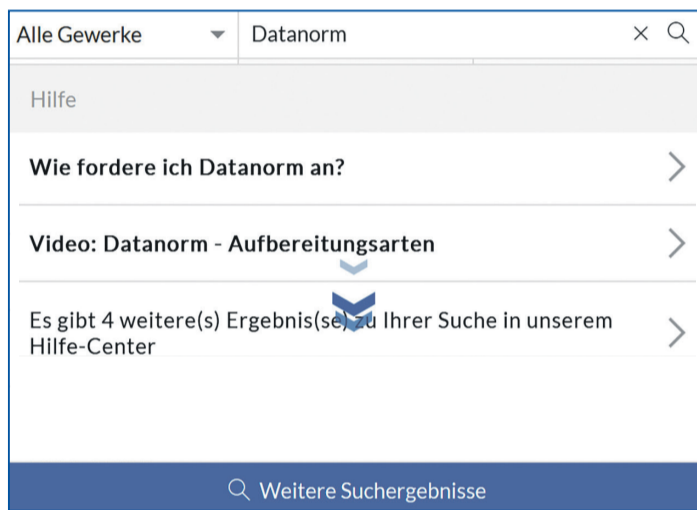 Alle Gewerke
Datanorm
Hilfe
Wie fordere ich Datanorm an?
Video: Datanorm - Aufbereitungsarten
Es gibt 4 weitere(s) Ergebnis(se) zu Ihrer Suche in unserem
Hilfe-Center
Weitere Suchergebnisse